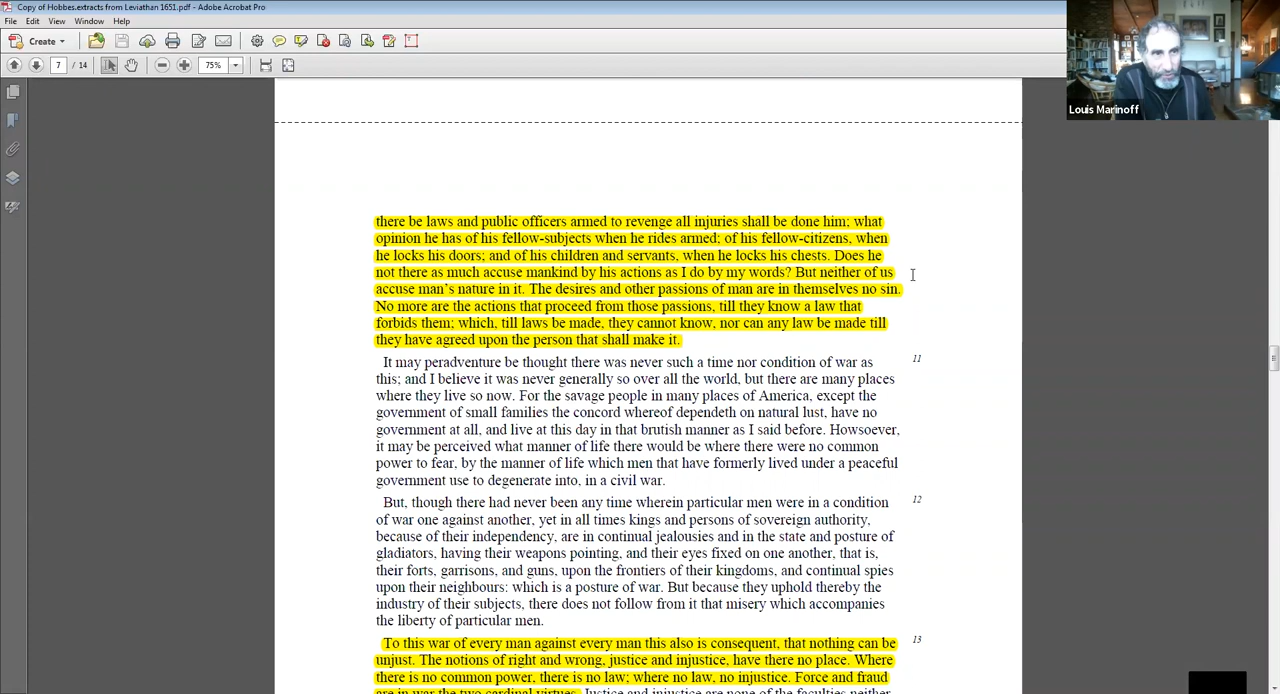 Copy of Hobbes.extracts from Leviathan 1651.pdf - Adobe Acrobat Pro
File Edit View Window Help
Create
7 / 14 75%
Louis Marinoff
there be laws and public officers armed to revenge all injuries shall be done him; what
opinion he has of his fellow-subjects when he rides armed; of his fellow-citizens, when
he locks his doors; and of his children and servants, when he locks his chests. Does he
not there as much accuse mankind by his actions as I do by my words? But neither of us
accuse man's nature in it. The desires and other passions of man are in themselves no sin.
No more are the actions that proceed from those passions, till they know a law that
forbids them; which, till laws be made, they cannot know, nor can any law be made till
they have agreed upon the person that shall make it.
It may peradventure be thought there was never such a time nor condition of war as 11
this; and I believe it was never generally so over all the world, but there are many places
where they live so now. For the savage people in many places of America, except the
government of small families the concord whereof dependeth on natural lust, have no
government at all, and live at this day in that brutish manner as I said before. Howsoever,
it may be perceived what manner of life there would be where there were no common
power to fear, by the manner of life which men that have formerly lived under a peaceful
government use to degenerate into, in a civil war.
But, though there had never been any time wherein particular men were in a condition 12
of war one against another, yet in all times kings and persons of sovereign authority,
because of their independency, are in continual jealousies and in the state and posture of
gladiators, having their weapons pointing, and their eyes fixed on one another, that is,
their forts, garrisons, and guns, upon the frontiers of their kingdoms, and continual spies
upon their neighbours: which is a posture of war. But because they uphold thereby the
industry of their subjects, there does not follow from it that misery which accompanies
the liberty of particular men.
To this war of every man against every man this also is consequent, that nothing can be 13
unjust. The notions of right and wrong, justice and injustice, have there no place. Where
there is no common power, there is no law; where no law, no injustice. Force and fraud
are in war the two cardinal virtues. Justice and injustice are none of the faculties neither